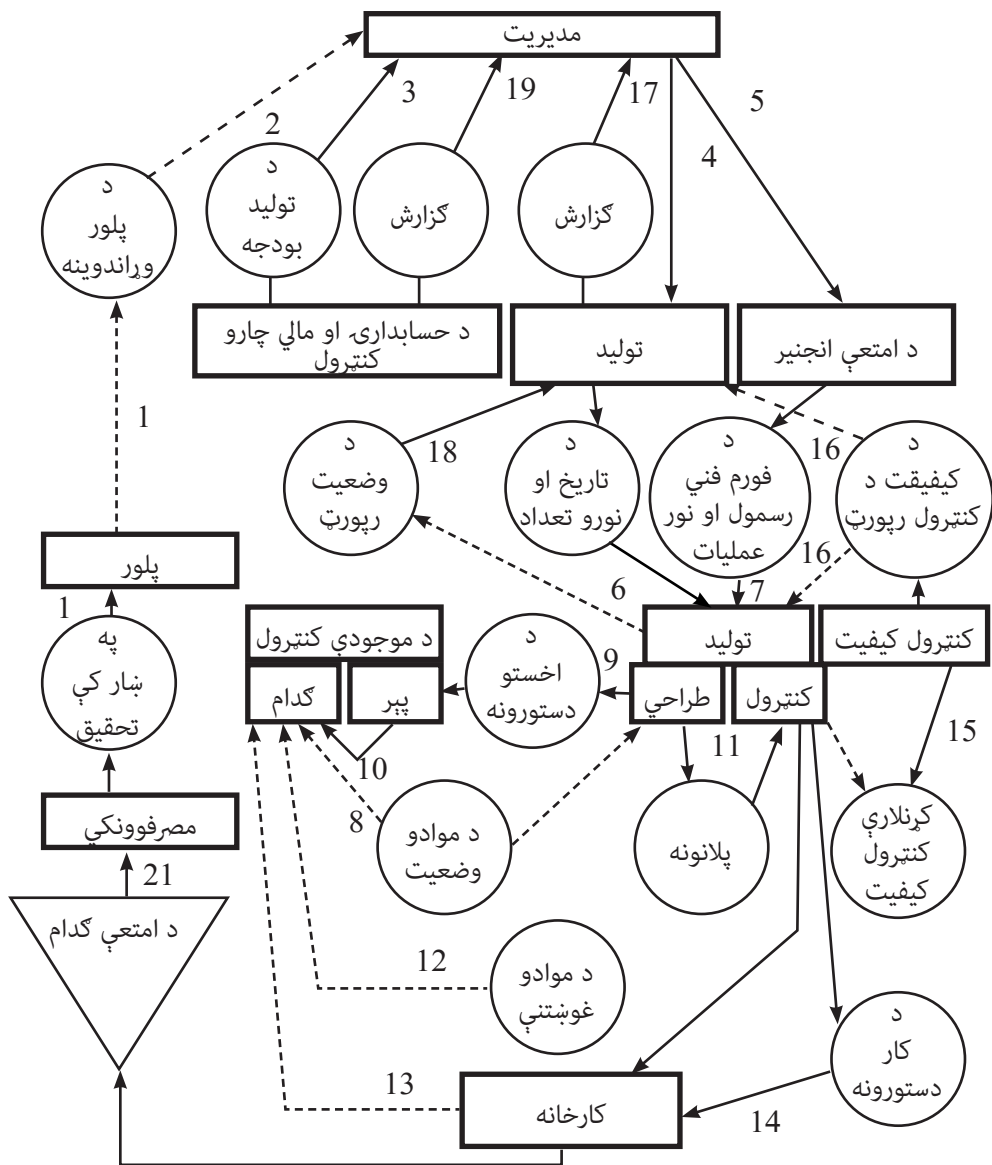 مدیریت
2
3
19
17
5
4
د
پلور
وړاندوینه
د
تولید
بودجه
ګزارش
ګزارش
د حسابدارۍ او مالي چارو
کنټرول
تولید
د امتعې انجنیر
1
18
د
وضعیت
رپورټ
د
تاریخ او
نورو تعداد
د
فورم فني
رسمول او نور
عملیات
16
د
کیفیقت د
کنټرول رپورټ
16
پلور
1
6
7
په
ښار کې
تحقیق
د موجودي کنټرول
ګدام
پېر
د
اخستو
دستورونه
9
تولید
طراحي
کنټرول
کنټرول کیفیت
10
11
15
مصرفوونکي
8
د موادو
وضعیت
پلانونه
کړنلارې
کنټرول
کیفیت
21
د امتعې ګدام
12
د موادو
غوښتنې
د
کار
دستورونه
13
کارخانه
14